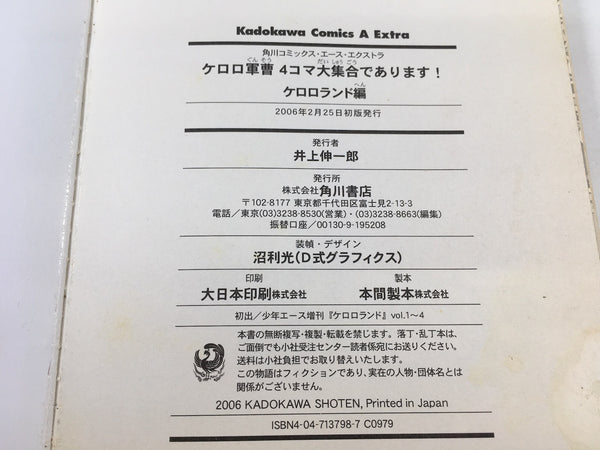 Kadokawa Comics A Extra
角川コミックス・エース・エクストラ
ケロロ軍曹 4コマ大集合であります!
ぐん そう だい しゅう ごう
ケロロランド編
へん
2006年2月25日初版発行
発行者
井上伸一郎
発行所
株式会社角川書店
〒102-8177 東京都千代田区富士見2-13-3
電話/東京(03)3238-8530(営業)・(03)3238-8663(編集)
振替口座/00130-9-195208
装幀・デザイン
沼利光(D式グラフィクス)
印刷 製本
大日本印刷株式会社 本間製本株式会社
初出/少年エース増刊『ケロロランド』vol.1〜4
本書の無断複写・複製・転載を禁じます。落丁・乱丁本は、
ご面倒でも小社受注センター読者係宛にお送りください。
送料は小社負担でお取り替えいたします。
この物語はフィクションであり、実在の人物・団体名とは
関係がございません。
2006 KADOKAWA SHOTEN, Printed in Japan
ISBN4-04-713798-7 C0979